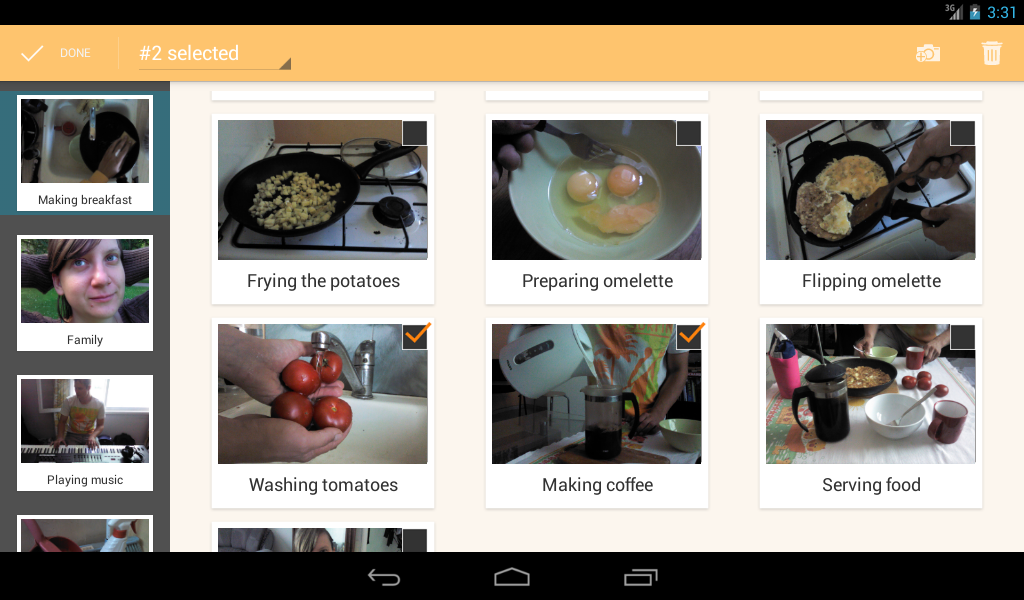 3G
3:31
DONE
#2 selected
Making breakfast
Family
Playing music
Frying the potatoes
Preparing omelette
Flipping omelette
Washing tomatoes
Making coffee
Serving food